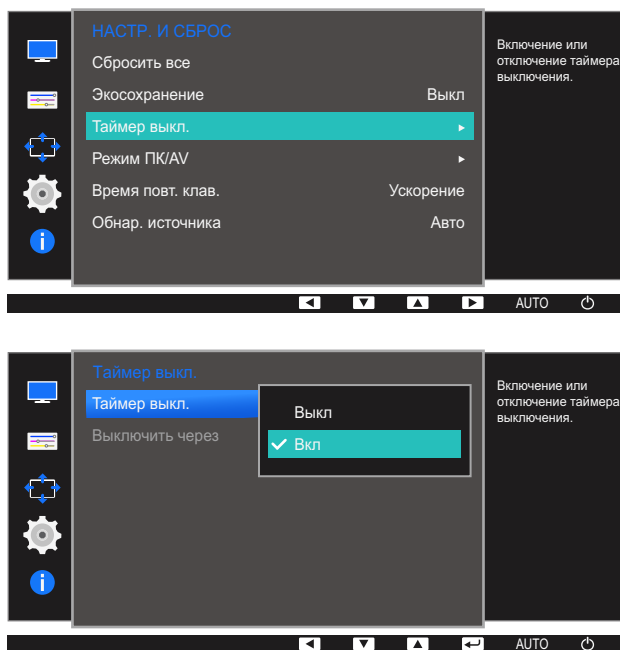 НАСТР. И СБРОС
Сбросить все
Экосохранение Выкл
Таймер выкл.
Режим ПК/AV
Время повт. клав. Ускорение
Обнар. источника Авто
Включение или
отключение таймера
выключения.
AUTO
Таймер выкл.
Таймер выкл.
Выключить через
Выкл
Вкл
Включение или
отключение таймера
выключения.
AUTO